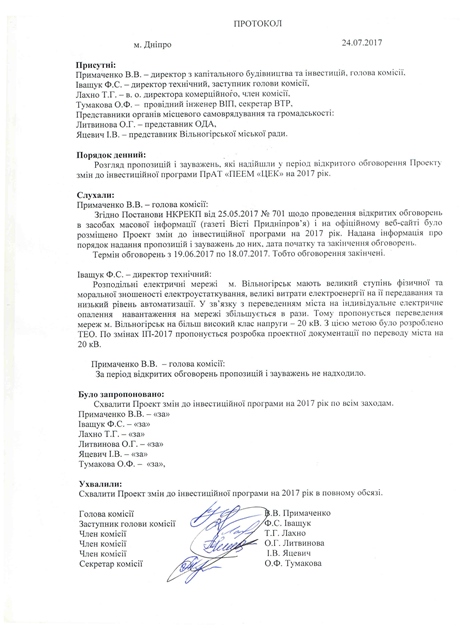 ПРОТОКОЛ
м. Дніпро 24.07.2017
Присутні:
Примаченко В.В. – директор з капітального будівництва та інвестицій, голова комісії,
Іващук Ф.С. – директор технічний, заступник голови комісії,
Лахно Т.Г. – в. о. директора комерційного, член комісії,
Тумакова О.Ф. – провідний інженер ВІП, секретар ВТР,
Представники органів місцевого самоврядування та громадськості:
Литвинова О.Г. – представник ОДА,
Яцевич І.В. – представник Вільногірської міської ради.
Порядок денний:
Розгляд пропозицій і зауважень, які надійшли у період відкритого обговорення Проекту
змін до інвестиційної програми ПрАТ «ПЕЕМ «ЦЕК» на 2017 рік.
Слухали:
Примаченко В.В. – голова комісії:
Згідно Постанови НКРЕКП від 25.05.2017 № 701 щодо проведення відкритих обговорень
в засобах масової інформації (газеті Вісті Придніпров'я) і на офіційному веб-сайті було
розміщено Проект змін до інвестиційної програми на 2017 рік. Надана інформація про
порядок надання пропозицій і зауважень до них, дата початку та закінчення обговорень.
Термін обговорень з 19.06.2017 по 18.07.2017. Тобто обговорення закінчені.
Іващук Ф.С. – директор технічний:
Розподільні електричні мережі м. Вільногірськ мають великий ступінь фізичної та
моральної зношеності електроустаткування, великі витрати електроенергії на її передавання та
низький рівень автоматизації. У зв'язку з переведенням міста на индивідуальне електричне
опалення навантаження на мережі збільшується в рази. Тому пропонується переведення
мереж м. Вільногірськ на більш високий клас напруги – 20 кВ. З цією метою було розроблено
ТЕО. По змінах ІП-2017 пропонується розробка проектної документації по переводу міста на
20 кВ.
Примаченко В.В. – голова комісії:
За період відкритих обговорень пропозицій і зауважень не надходило.
Було запропоновано:
Схвалити Проект змін до інвестиційної програми на 2017 рік по всім заходам.
Примаченко В.В. – «за»
Іващук Ф.С. – «за»
Лахно Т.Г. – «за»
Литвинова О.Г. – «за»
Яцевич І.В. – «за»
Тумакова О.Ф. – «за»,
Ухвалили:
Схвалити Проект змін до інвестиційної програми на 2017 рік в повному обсязі.
Голова комісії В.В. Примаченко
Заступник голови комісії Ф.С. Іващук
Член комісії Т.Г. Лахно
Член комісії О.Г. Литвинова
Член комісії І.В. Яцевич
Секретар комісії О.Ф. Тумакова